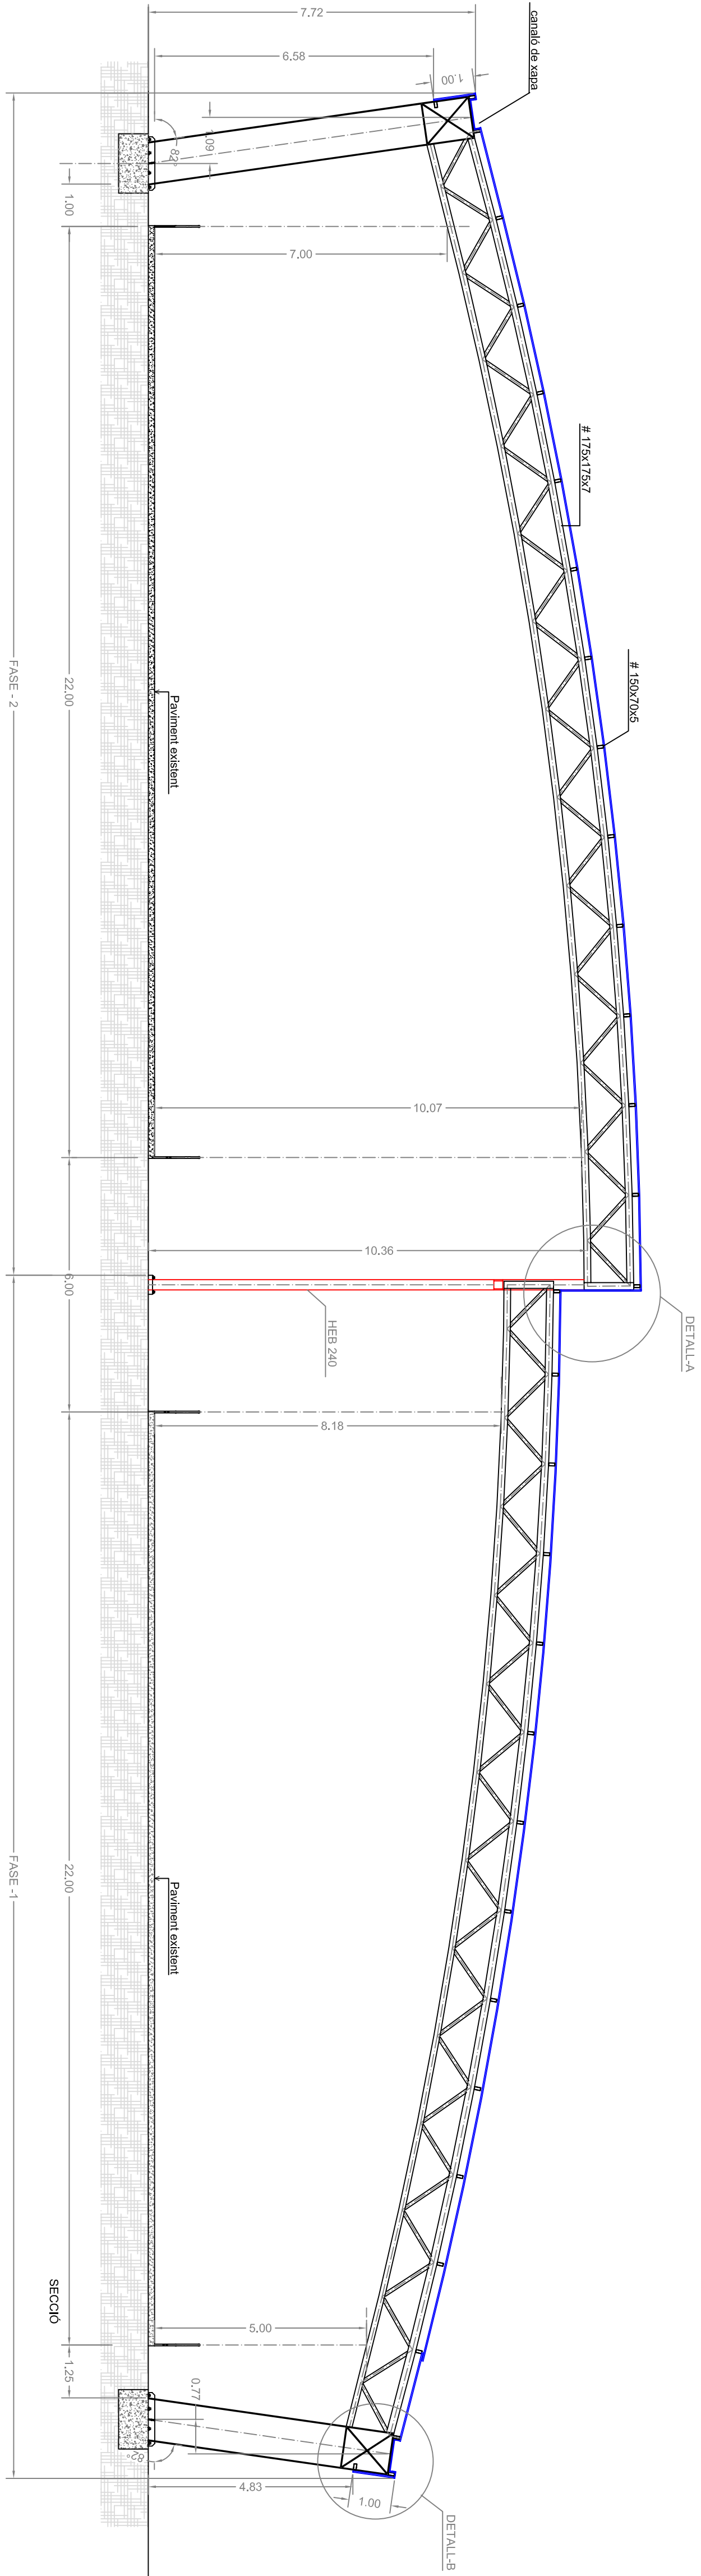 canaló de xapa
7.72
6.58
1.00
1.09
82°
1.00
7.00
# 175x175x7
# 150x70x5
FASE - 2
22.00
Paviment existent
10.07
10.36
6.00
HEB 240
DETALL-A
8.18
FASE -1
22.00
Paviment existent
SECCIÓ
5.00
1.25
0.77
82°
4.83
1.00
DETALL-B